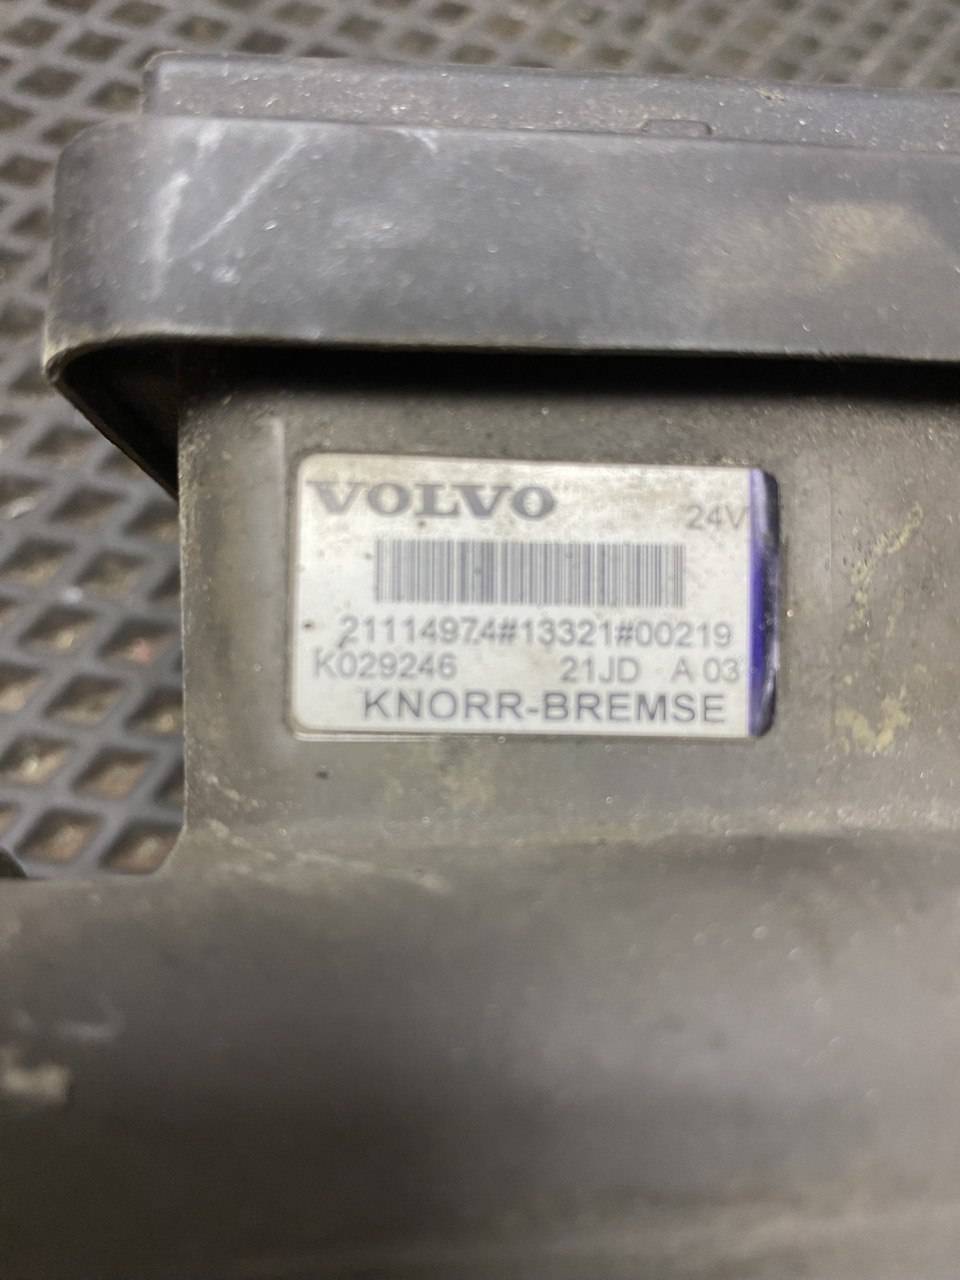 VOLVO
24V
21114974#13321#00219
K029246 21JD A 03
KNORR-BREMSE